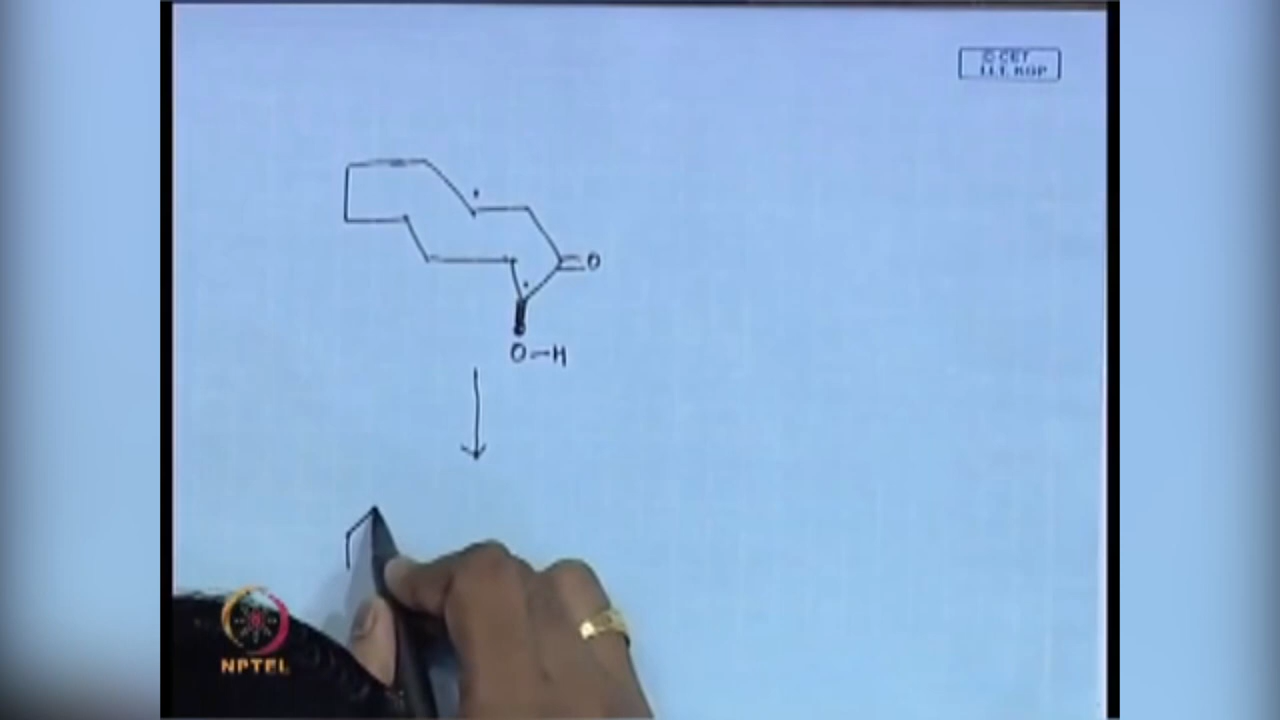 © CET
I.I.T. KGP
O
O-H
NPTEL